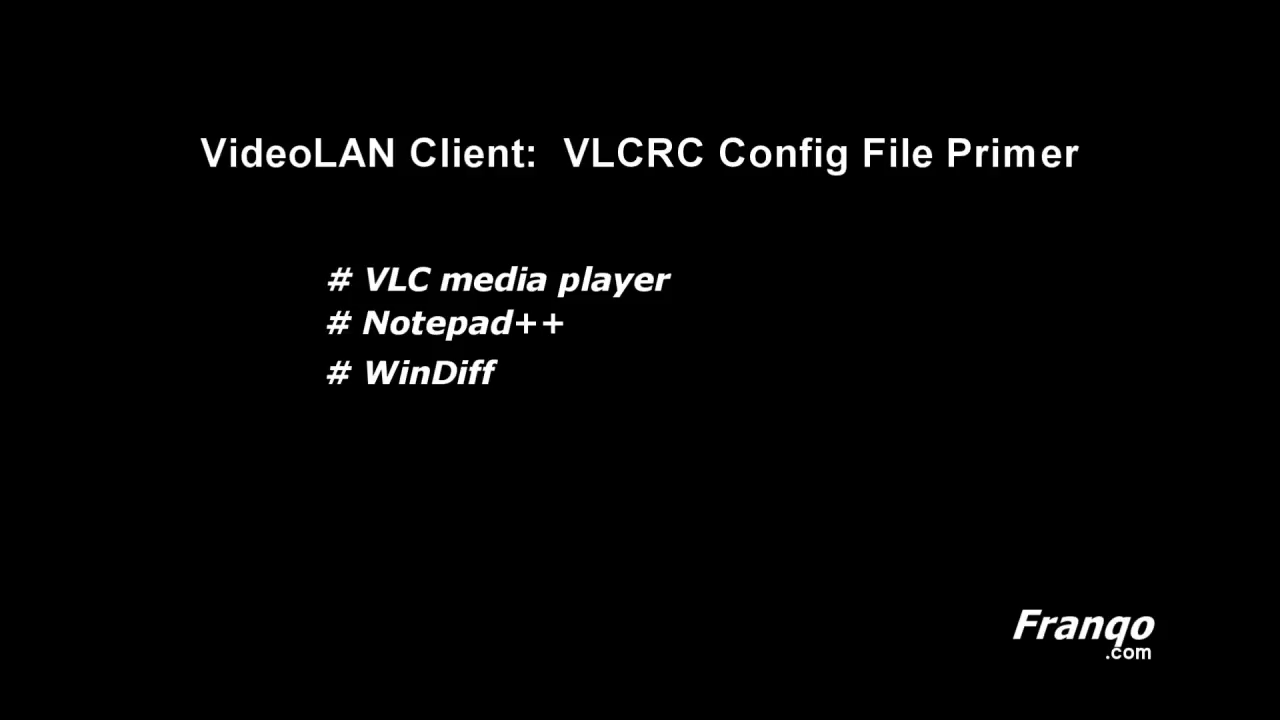 VideoLAN Client:  VLCRC Config File Primer
# VLC media player
# Notepad++
# WinDiff
Franqo
.com